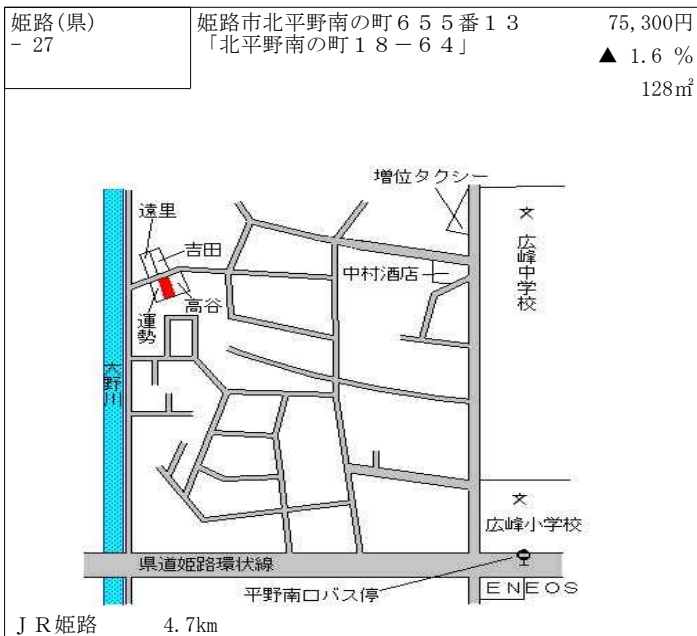 姫路(県)
－ 27
姫路市北平野南の町６５５番１３
「北平野南の町１８－６４」
75,300円
▲ 1.6 %
128㎡
増位タクシー
遠里
吉田
文
広峰中学校
中村酒店
高谷
運勢
大野川
文
広峰小学校
県道姫路環状線
平野南口バス停
ＥＮＥＯＳ
ＪＲ姫路 4.7km